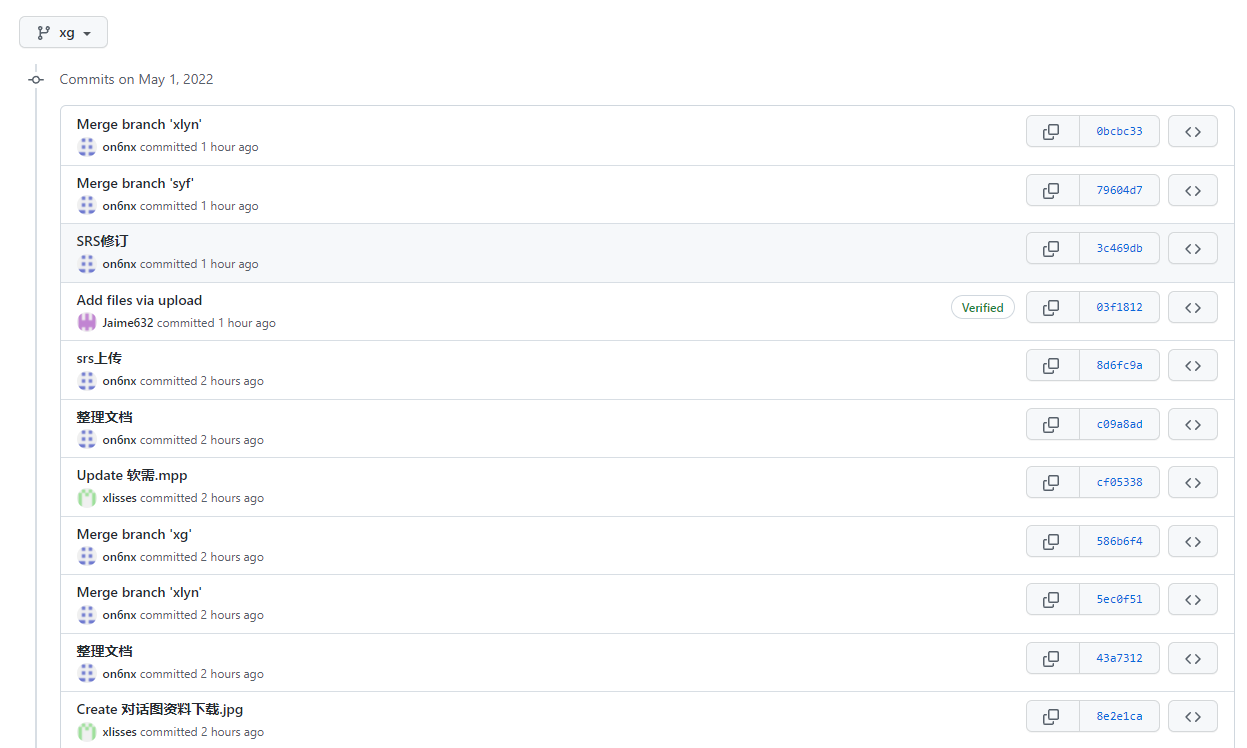 xg
Commits on May 1, 2022
Merge branch 'xlyn'
on6nx committed 1 hour ago
0bcbc33
Merge branch 'syf'
on6nx committed 1 hour ago
79604d7
SRS修订
on6nx committed 1 hour ago
3c469db
Add files via upload
Jaime632 committed 1 hour ago
Verified
03f1812
srs上传
on6nx committed 2 hours ago
8d6fc9a
整理文档
on6nx committed 2 hours ago
c09a8ad
Update 软需.mpp
xlisses committed 2 hours ago
cf05338
Merge branch 'xg'
on6nx committed 2 hours ago
586b6f4
Merge branch 'xlyn'
on6nx committed 2 hours ago
5ec0f51
整理文档
on6nx committed 2 hours ago
43a7312
Create 对话图资料下载.jpg
xlisses committed 2 hours ago
8e2e1ca